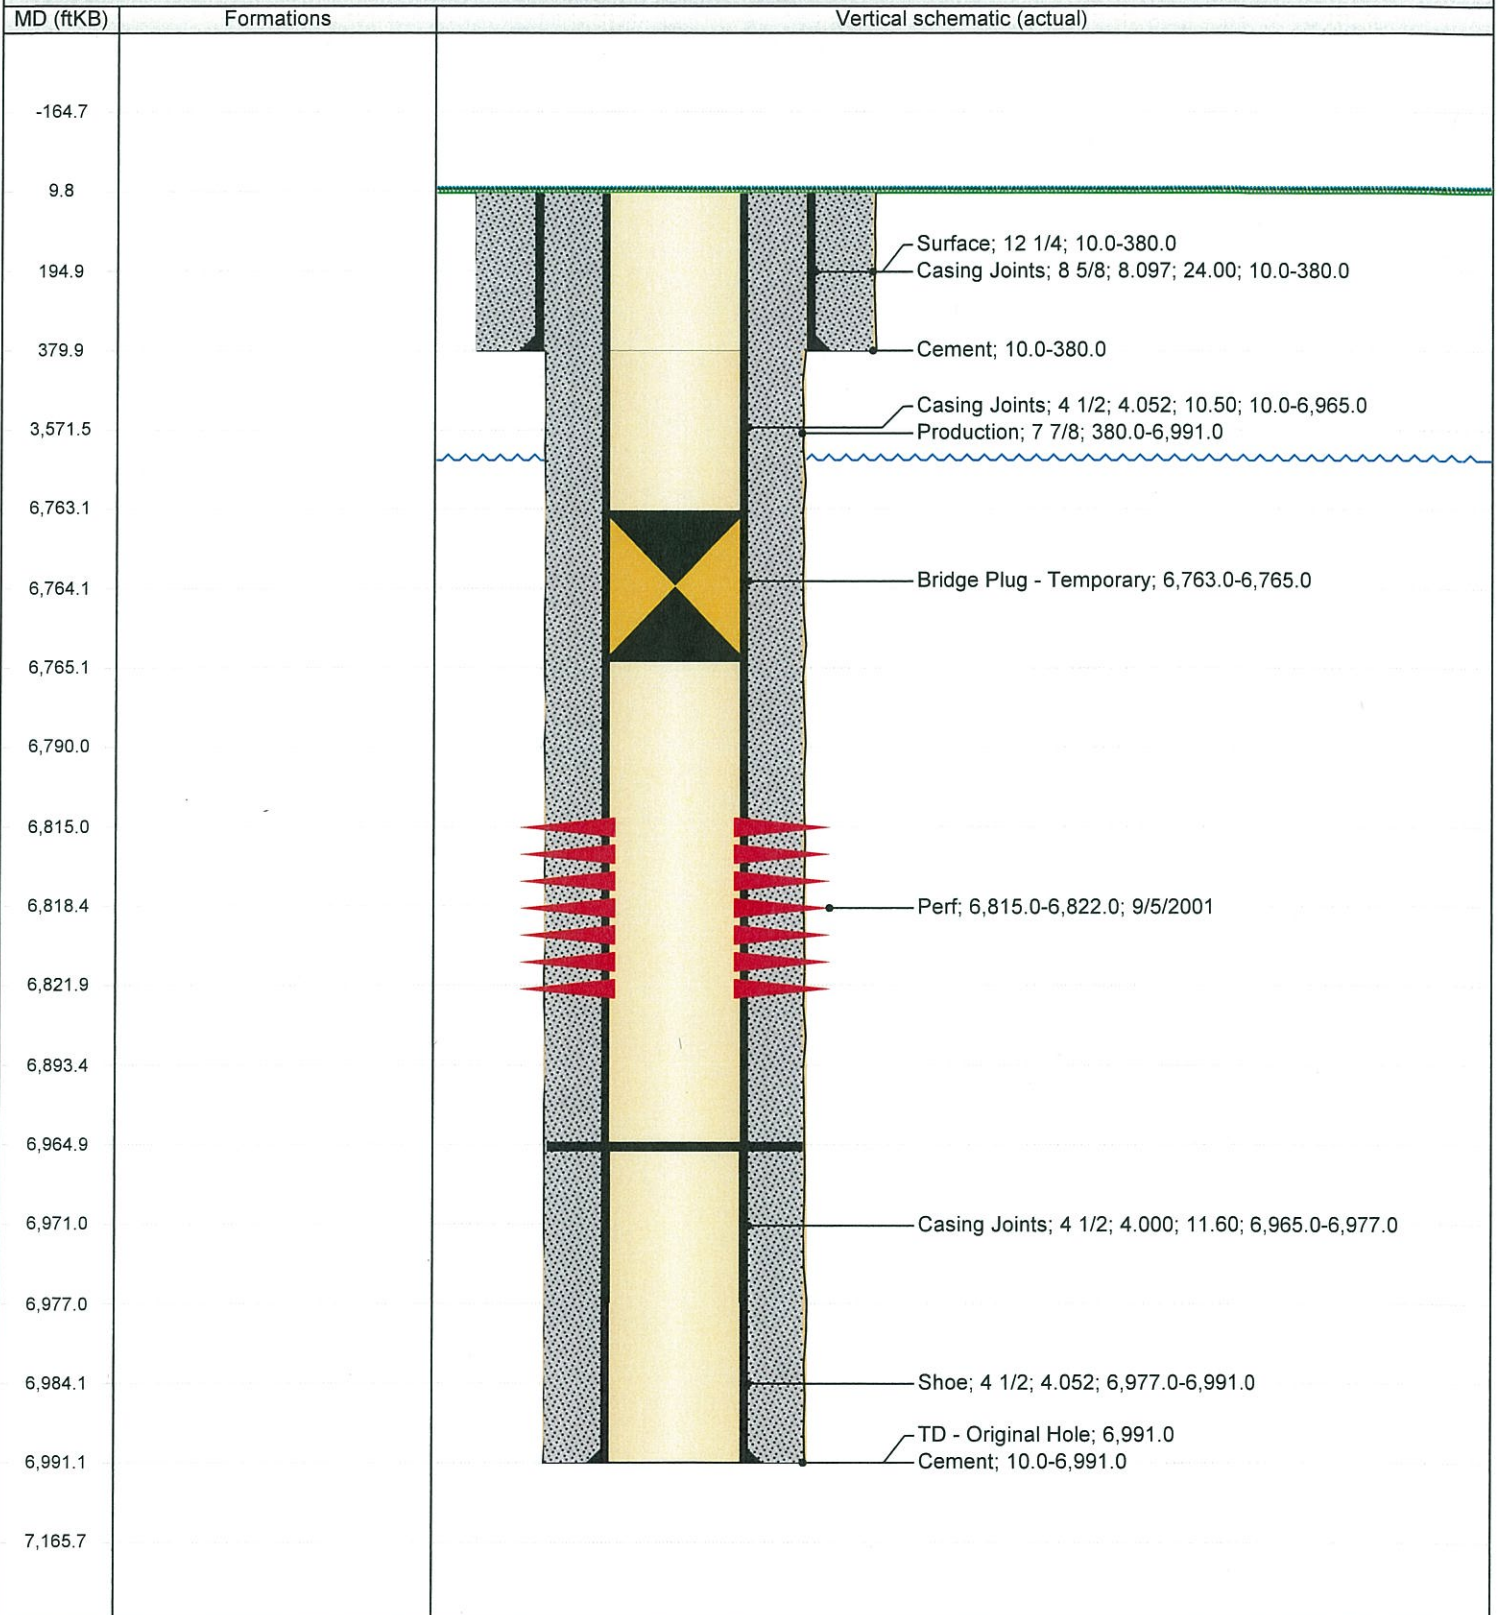 MD (ftKB) Formations Vertical schematic (actual)
-164.7
9.8
Surface; 12 1/4; 10.0-380.0
194.9
Casing Joints; 8 5/8; 8.097; 24.00; 10.0-380.0
379.9
Cement; 10.0-380.0
Casing Joints; 4 1/2; 4.052; 10.50; 10.0-6,965.0
3,571.5
Production; 7 7/8; 380.0-6,991.0
6,763.1
6,764.1
Bridge Plug - Temporary; 6,763.0-6,765.0
6,765.1
6,790.0
6,815.0
6,818.4
Perf; 6,815.0-6,822.0; 9/5/2001
6,821.9
6,893.4
6,964.9
6,971.0
Casing Joints; 4 1/2; 4.000; 11.60; 6,965.0-6,977.0
6,977.0
6,984.1
Shoe; 4 1/2; 4.052; 6,977.0-6,991.0
TD - Original Hole; 6,991.0
6,991.1
Cement; 10.0-6,991.0
7,165.7